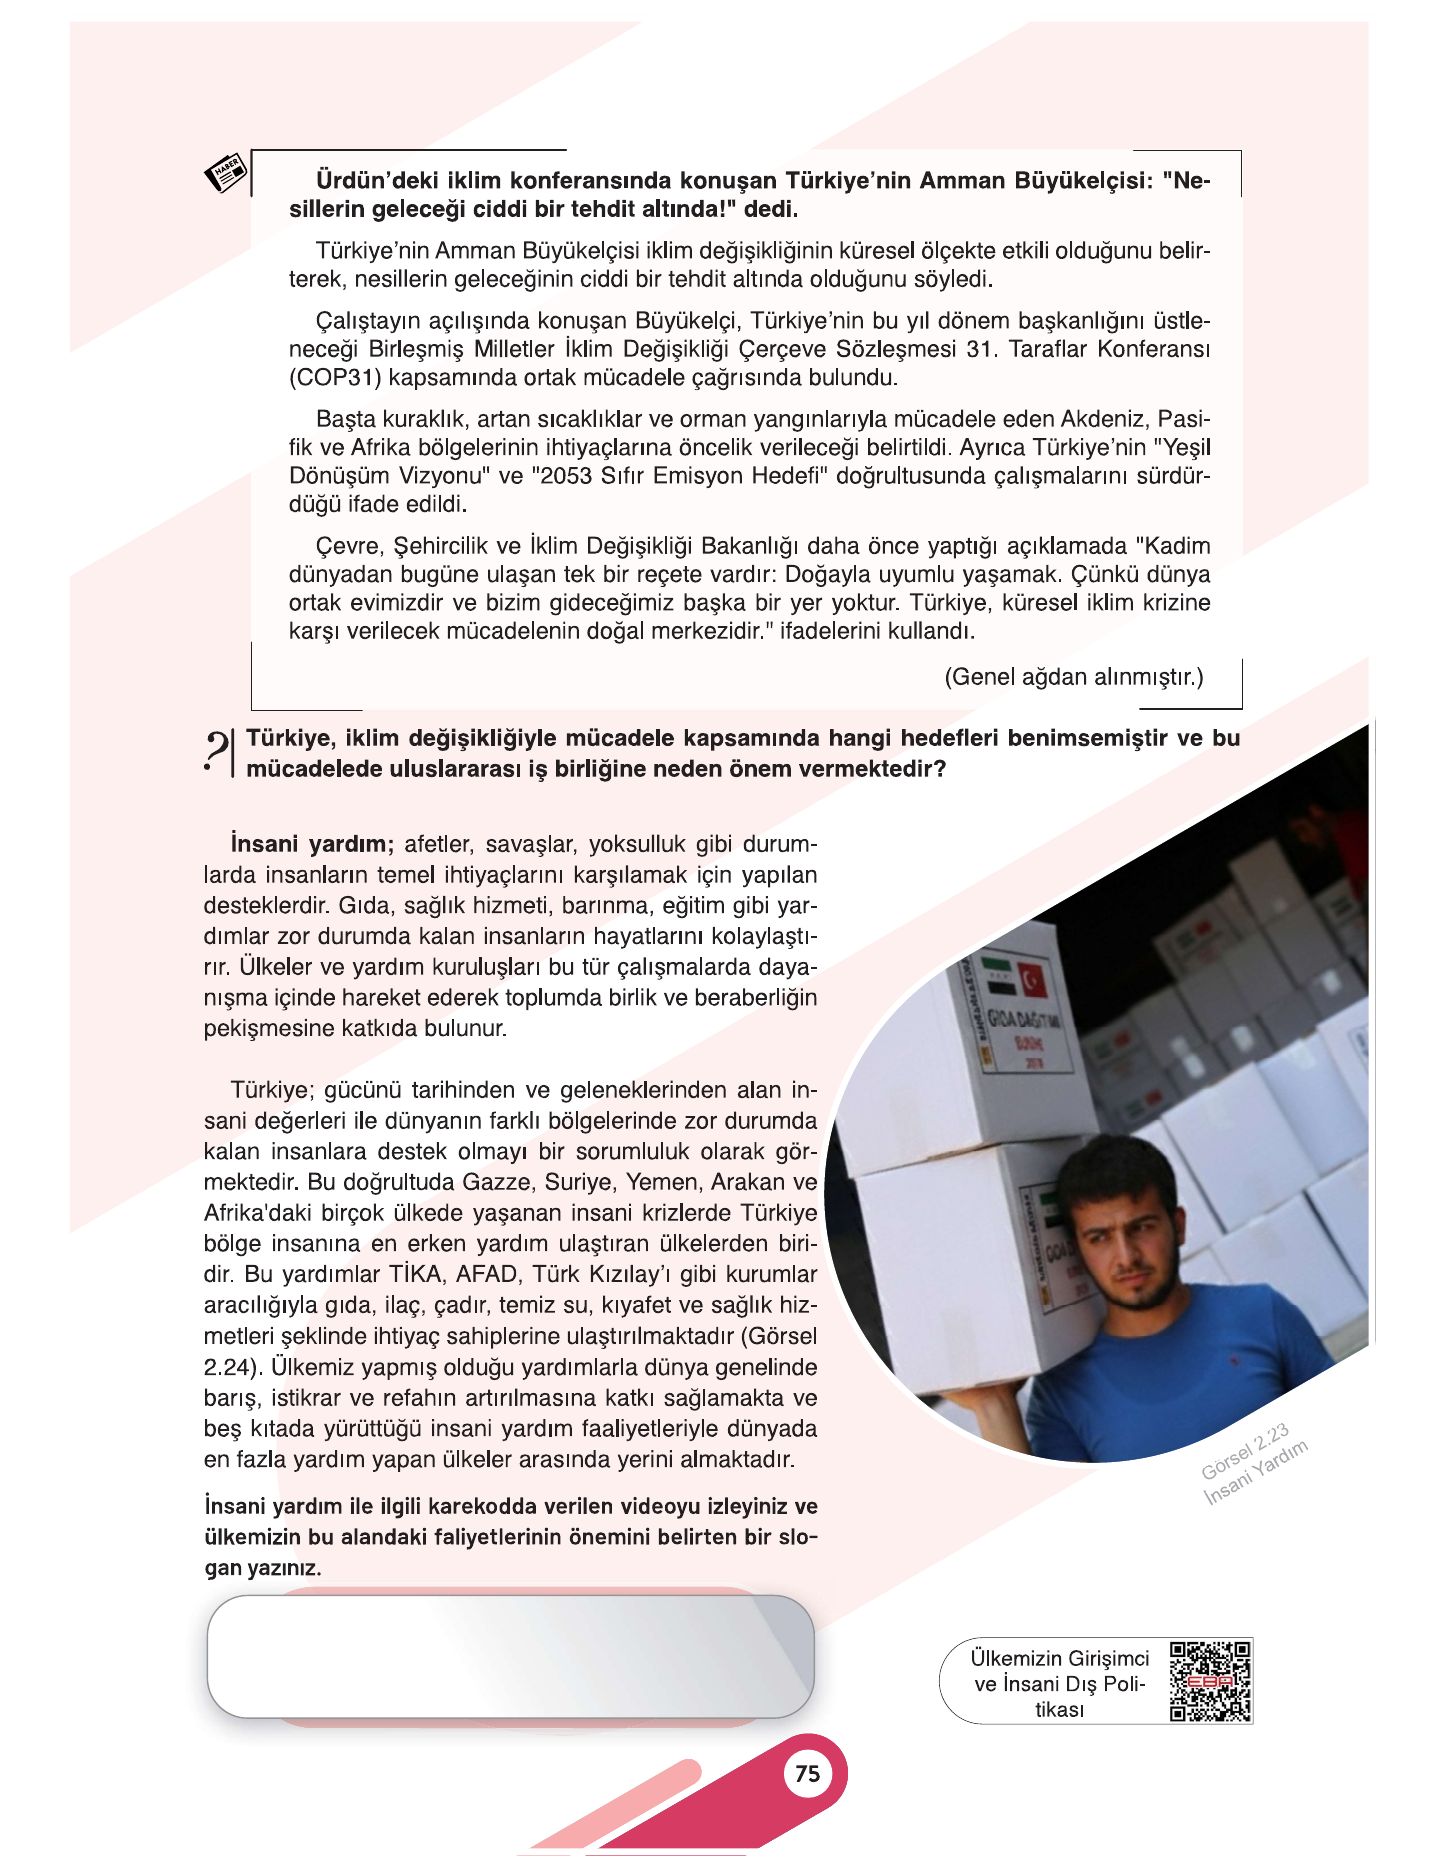 HABER
Ürdün’deki iklim konferansında konuşan Türkiye’nin Amman Büyükelçisi: "Ne-
sillerin geleceği ciddi bir tehdit altında!" dedi.
Türkiye’nin Amman Büyükelçisi iklim değişikliğinin küresel ölçekte etkili olduğunu belir-
terek, nesillerin geleceğinin ciddi bir tehdit altında olduğunu söyledi.
Çalıştayın açılışında konuşan Büyükelçi, Türkiye’nin bu yıl dönem başkanlığını üstle-
neceği Birleşmiş Milletler İklim Değişikliği Çerçeve Sözleşmesi 31. Taraflar Konferansı
(COP31) kapsamında ortak mücadele çağrısında bulundu.
Başta kuraklık, artan sıcaklıklar ve orman yangınlarıyla mücadele eden Akdeniz, Pasi-
fik ve Afrika bölgelerinin ihtiyaçlarına öncelik verileceği belirtildi. Ayrıca Türkiye’nin "Yeşil
Dönüşüm Vizyonu" ve "2053 Sıfır Emisyon Hedefi" doğrultusunda çalışmalarını sürdür-
düğü ifade edildi.
Çevre, Şehircilik ve İklim Değişikliği Bakanlığı daha önce yaptığı açıklamada "Kadim
dünyadan bugüne ulaşan tek bir reçete vardır: Doğayla uyumlu yaşamak. Çünkü dünya
ortak evimizdir ve bizim gideceğimiz başka bir yer yoktur. Türkiye, küresel iklim krizine
karşı verilecek mücadelenin doğal merkezidir." ifadelerini kullandı.
(Genel ağdan alınmıştır.)
? Türkiye, iklim değişikliğiyle mücadele kapsamında hangi hedefleri benimsemiştir ve bu
mücadelede uluslararası iş birliğine neden önem vermektedir?
İnsani yardım; afetler, savaşlar, yoksulluk gibi durum-
larda insanların temel ihtiyaçlarını karşılamak için yapılan
desteklerdir. Gıda, sağlık hizmeti, barınma, eğitim gibi yar-
dımlar zor durumda kalan insanların hayatlarını kolaylaştı-
rır. Ülkeler ve yardım kuruluşları bu tür çalışmalarda daya-
nışma içinde hareket ederek toplumda birlik ve beraberliğin
pekişmesine katkıda bulunur.
Türkiye; gücünü tarihinden ve geleneklerinden alan in-
sani değerleri ile dünyanın farklı bölgelerinde zor durumda
kalan insanlara destek olmayı bir sorumluluk olarak gör-
mektedir. Bu doğrultuda Gazze, Suriye, Yemen, Arakan ve
Afrika'daki birçok ülkede yaşanan insani krizlerde Türkiye
bölge insanına en erken yardım ulaştıran ülkelerden biri-
dir. Bu yardımlar TİKA, AFAD, Türk Kızılay’ı gibi kurumlar
aracılığıyla gıda, ilaç, çadır, temiz su, kıyafet ve sağlık hiz-
metleri şeklinde ihtiyaç sahiplerine ulaştırılmaktadır (Görsel
2.24). Ülkemiz yapmış olduğu yardımlarla dünya genelinde
barış, istikrar ve refahın artırılmasına katkı sağlamakta ve
beş kıtada yürüttüğü insani yardım faaliyetleriyle dünyada
en fazla yardım yapan ülkeler arasında yerini almaktadır.
GIDA DAĞITIMI
Görsel 2.23
İnsani Yardım
İnsani yardım ile ilgili karekodda verilen videoyu izleyiniz ve
ülkemizin bu alandaki faliyetlerinin önemini belirten bir slo-
gan yazınız.
Ülkemizin Girişimci
ve İnsani Dış Poli-
tikası
EBA
75